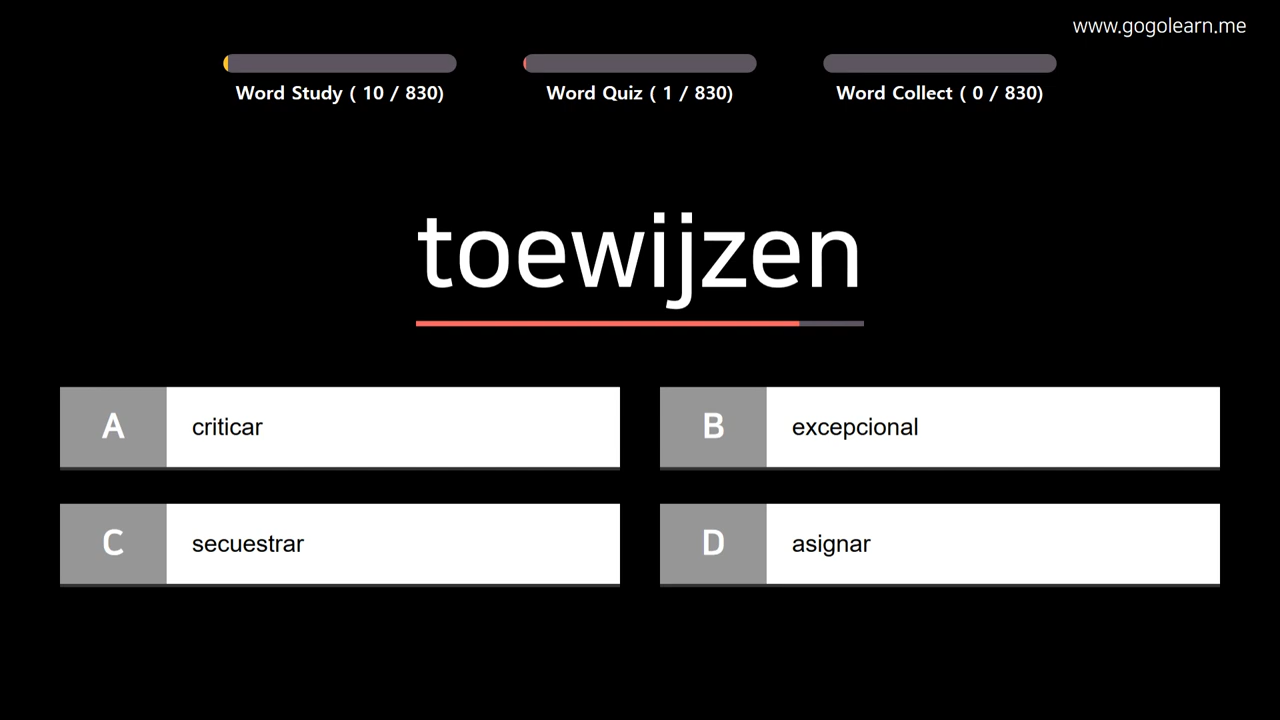 www.gogolearn.me
Word Study ( 10 / 830)
Word Quiz ( 1 / 830)
Word Collect ( 0 / 830)
toewijzen
A criticar
B excepcional
C secuestrar
D asignar